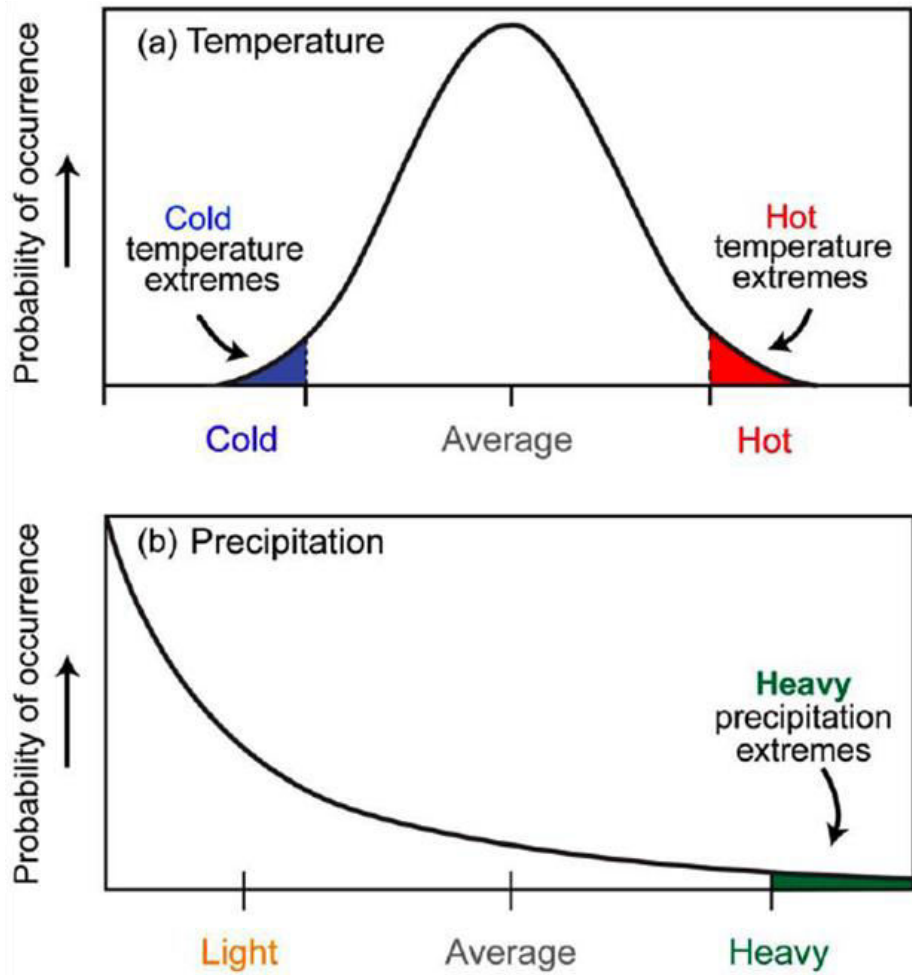 (a) Temperature
Probability of occurrence
Cold
temperature
extremes
Hot
temperature
extremes
Cold
Average
Hot
(b) Precipitation
Probability of occurrence
Heavy
precipitation
extremes
Light
Average
Heavy